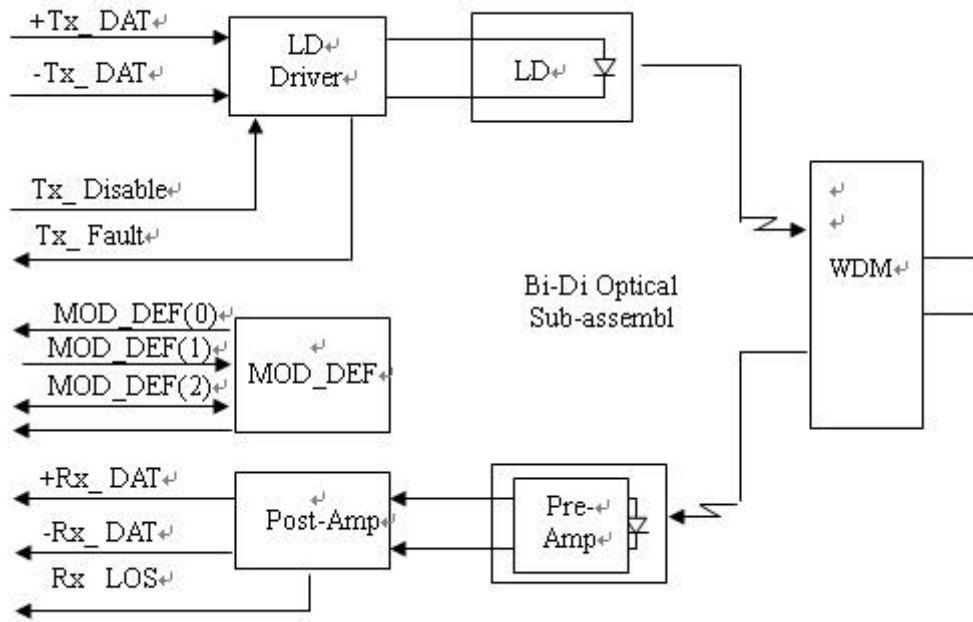 +Tx_ DAT
LD
Driver
LD
-Tx_ DAT
Tx_ Disable
Tx_ Fault
WDM
Bi-Di Optical
Sub-assembl
MOD_DEF(0)
MOD_DEF(1)
MOD_DEF(2)
MOD_DEF
+Rx_ DAT
-Rx_ DAT
Rx LOS
Post-Amp
Pre-
Amp